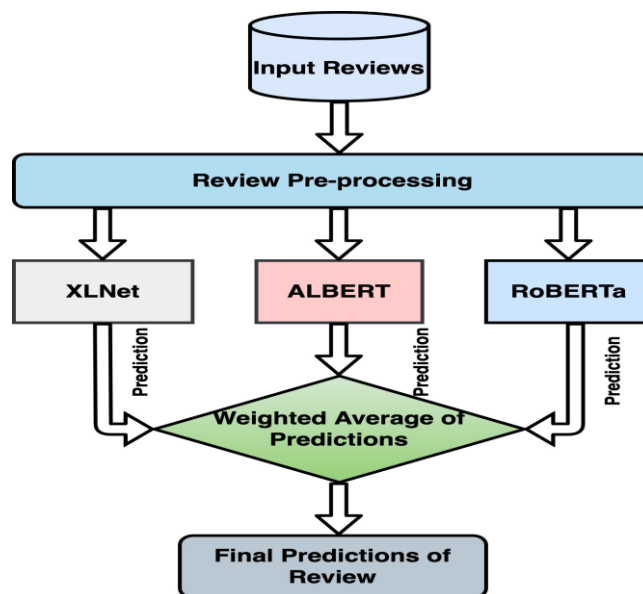 Input Reviews
Review Pre-processing
XLNet
ALBERT
RoBERTa
Prediction
Prediction
Prediction
Weighted Average of
Predictions
Final Predictions of
Review